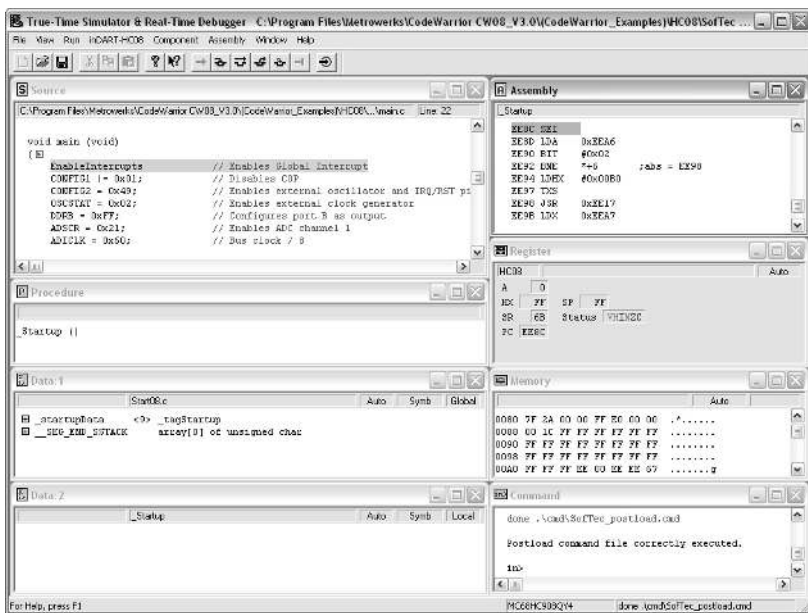 True-Time Simulator & Real-Time Debugger C:\Program Files\Metrowerks\CodeWarrior CW08_V3.0\(CodeWarrior_Examples)\HC08\SofTec ...
File View Run inDART-HC08 Component Assembly Window Help
Source
C:\Program Files\Metrowerks\CodeWarrior CW08_V3.0\(CodeWarrior_Examples)\HC08\...\main.c Line: 22
void main (void)
{
EnableInterrupts // Enables Global Interrupt
CONFIG1 |= 0x01; // Disables COP
CONFIG2 = 0x49; // Enables external oscillator and IRQ/RST pi
OSCSTAT = 0x02; // Enables external clock generator
DDRB = 0xFF; // Configures port B as output
ADSCR = 0x21; // Enables ADC channel 1
ADICLK = 0x60; // Bus clock / 8
Procedure
_Startup ()
Data:1
Start08.c Auto Symb Global
_startupData <9> _tagStartup
__SEG_END_SSTACK array[0] of unsigned char
Data:2
_Startup Auto Symb Local
Assembly
_Startup
EE8C SEI
EE8D LDA 0xEEA6
EE90 BIT #0x02
EE92 BNE *+6 ;abs = EE98
EE94 LDHX #0x00B0
EE97 TXS
EE98 JSR 0xEE17
EE9B LDX 0xEEA7
Register
HC08 Auto
A 0
HX FF SP FF
SR 6B Status VHINZC
PC EE8C
Memory
Auto
0080 7F 2A 00 00 FF E0 00 00 .*......
0088 00 1C FF FF FF FF FF FF ........
0090 FF FF FF FF FF FF FF FF ........
0098 FF FF FF FF FF FF FF FF ........
00A0 FF FF FF EE 00 EE EE 67 .......g
Command
done .\cmd\SofTec_postload.cmd
Postload command file correctly executed.
in>
For Help, press F1 MC68HC908QY4 done .\cmd\SofTec_postload.cmd